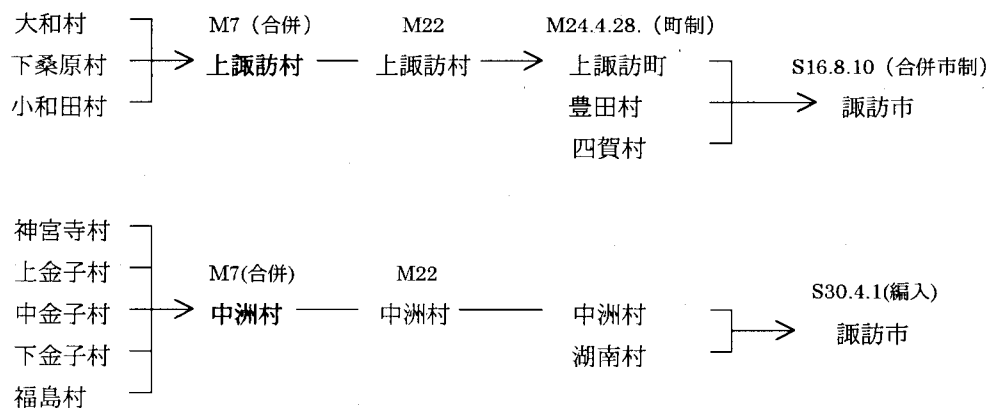 大和村
下桑原村
小和田村
M7（合併）
上諏訪村
M22
上諏訪村
M24.4.28.（町制）
上諏訪町
豊田村
四賀村
S16.8.10（合併市制）
諏訪市
神宮寺村
上金子村
中金子村
下金子村
福島村
M7(合併)
中洲村
M22
中洲村
中洲村
湖南村
S30.4.1(編入)
諏訪市